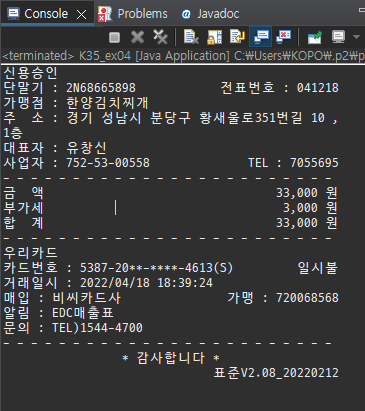 Console Problems Javadoc
<terminated> K35_ex04 [Java Application] C:\Users\KOPO\.p2\p
신용승인
단말기 : 2N68665898 전표번호 : 041218
가맹점 : 한양김치찌개
주 소 : 경기 성남시 분당구 황새울로351번길 10 ,
1층
대표자 : 유창신
사업자 : 752-53-00558 TEL : 7055695
- - - - - - - - - - - - - - - - - - - - - - - -
금 액 33,000 원
부가세 3,000 원
합 계 33,000 원
- - - - - - - - - - - - - - - - - - - - - - - -
우리카드
카드번호 : 5387-20**-****-4613(S) 일시불
거래일시 : 2022/04/18 18:39:24
매입 : 비씨카드사 가맹 : 720068568
알림 : EDC매출표
문의 : TEL)1544-4700
- - - - - - - - - - - - - - - - - - - - - - - -
* 감사합니다 *
표준V2.08_20220212